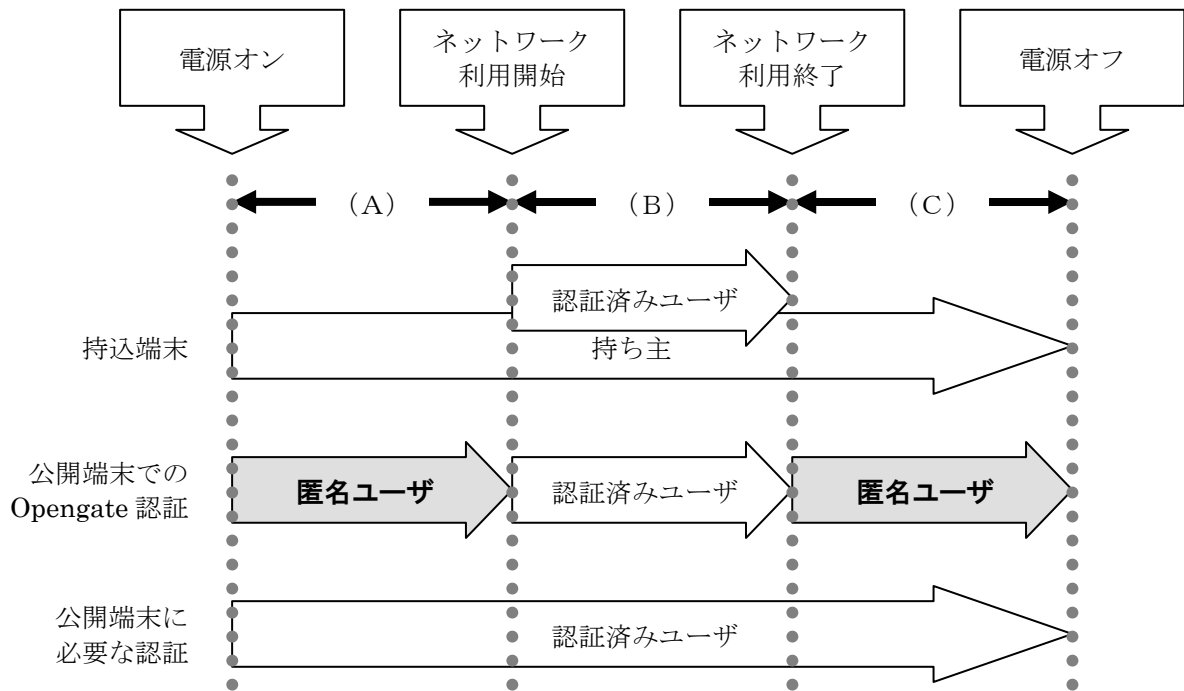 電源オン
ネットワーク
利用開始
ネットワーク
利用終了
電源オフ
（A）
（B）
（C）
認証済みユーザ
持込端末
持ち主
公開端末での
Opengate 認証
匿名ユーザ
認証済みユーザ
匿名ユーザ
公開端末に
必要な認証
認証済みユーザ